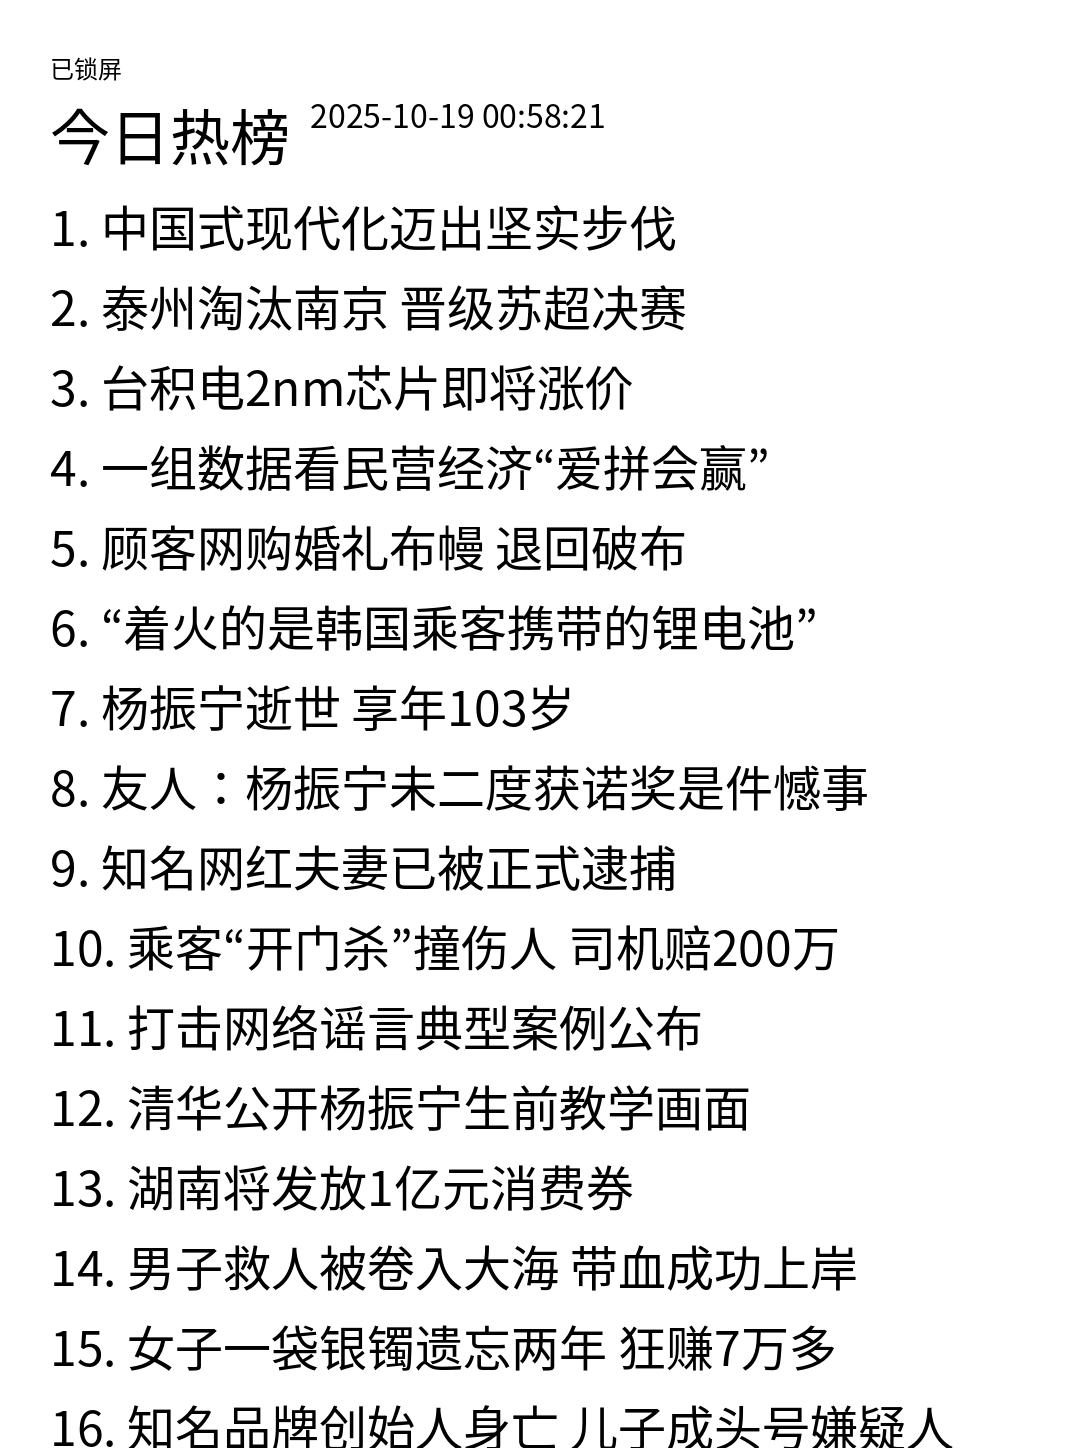 已锁屏
今日热榜 2025-10-19 00:58:21
1. 中国式现代化迈出坚实步伐
2. 泰州淘汰南京 晋级苏超决赛
3. 台积电2nm芯片即将涨价
4. 一组数据看民营经济“爱拼会赢”
5. 顾客网购婚礼布幔 退回破布
6. “着火的是韩国乘客携带的锂电池”
7. 杨振宁逝世 享年103岁
8. 友人：杨振宁未二度获诺奖是件憾事
9. 知名网红夫妻已被正式逮捕
10. 乘客“开门杀”撞伤人 司机赔200万
11. 打击网络谣言典型案例公布
12. 清华公开杨振宁生前教学画面
13. 湖南将发放1亿元消费券
14. 男子救人被卷入大海 带血成功上岸
15. 女子一袋银镯遗忘两年 狂赚7万多
16. 知名品牌创始人身亡 儿子成头号嫌疑人